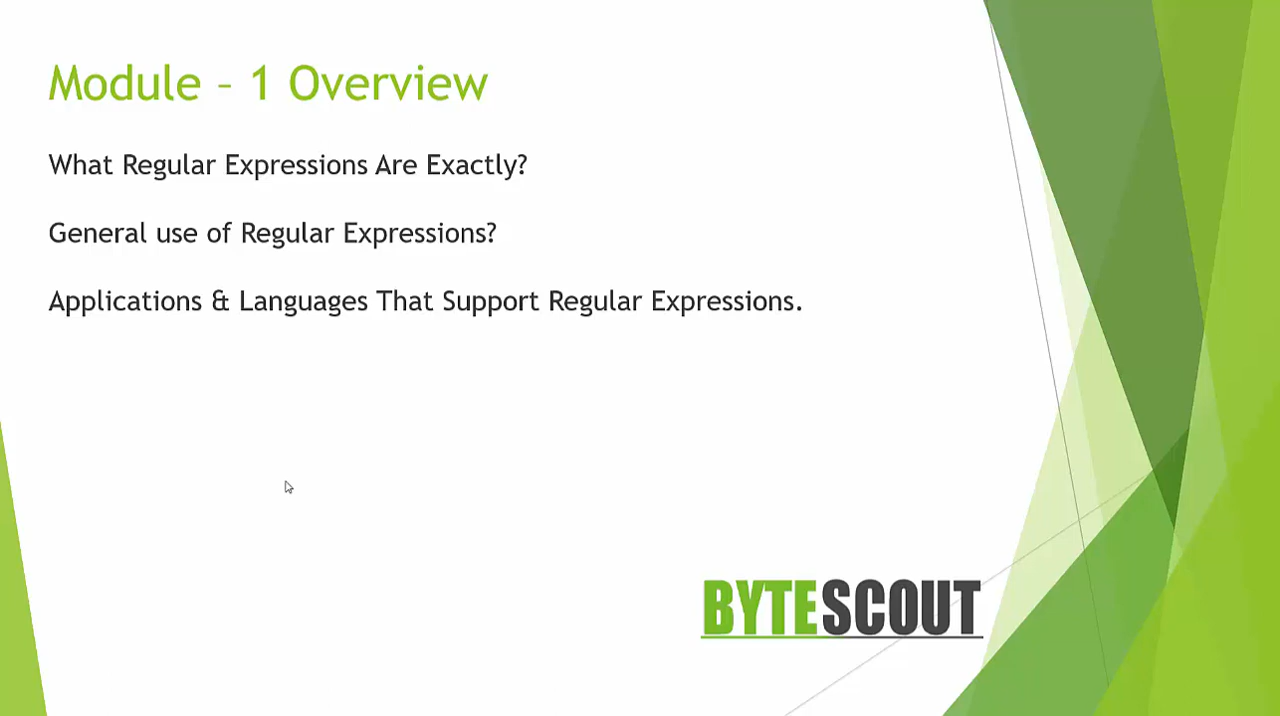 Module – 1 Overview
What Regular Expressions Are Exactly?
General use of Regular Expressions?
Applications & Languages That Support Regular Expressions.
BYTESCOUT